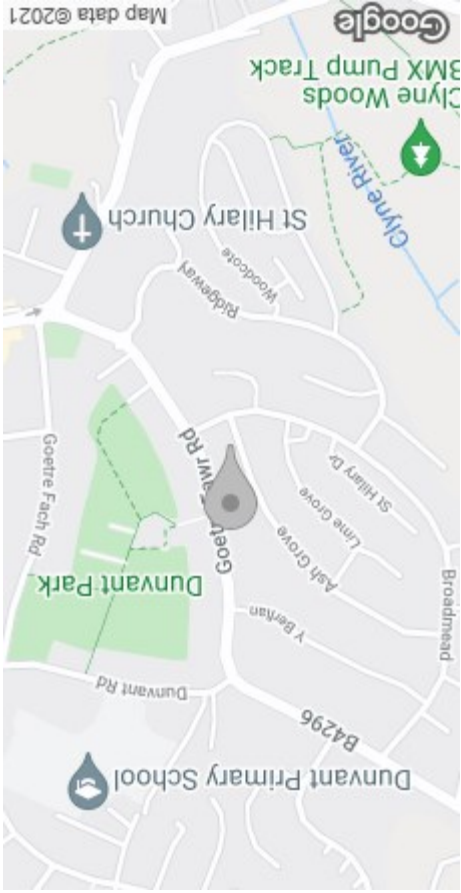 Dunvant Primary School
B4296
Dunvant Rd
Broadmead
Y Berllan
Dunvant Park
Ash Grove
Lime Grove
St Hilary Dr
Goetre Fach Rd
Ridgeway
Woodcote
St Hilary Church
Clyne River
Clyne Woods
BMX Pump Track
Google
Map data ©2021